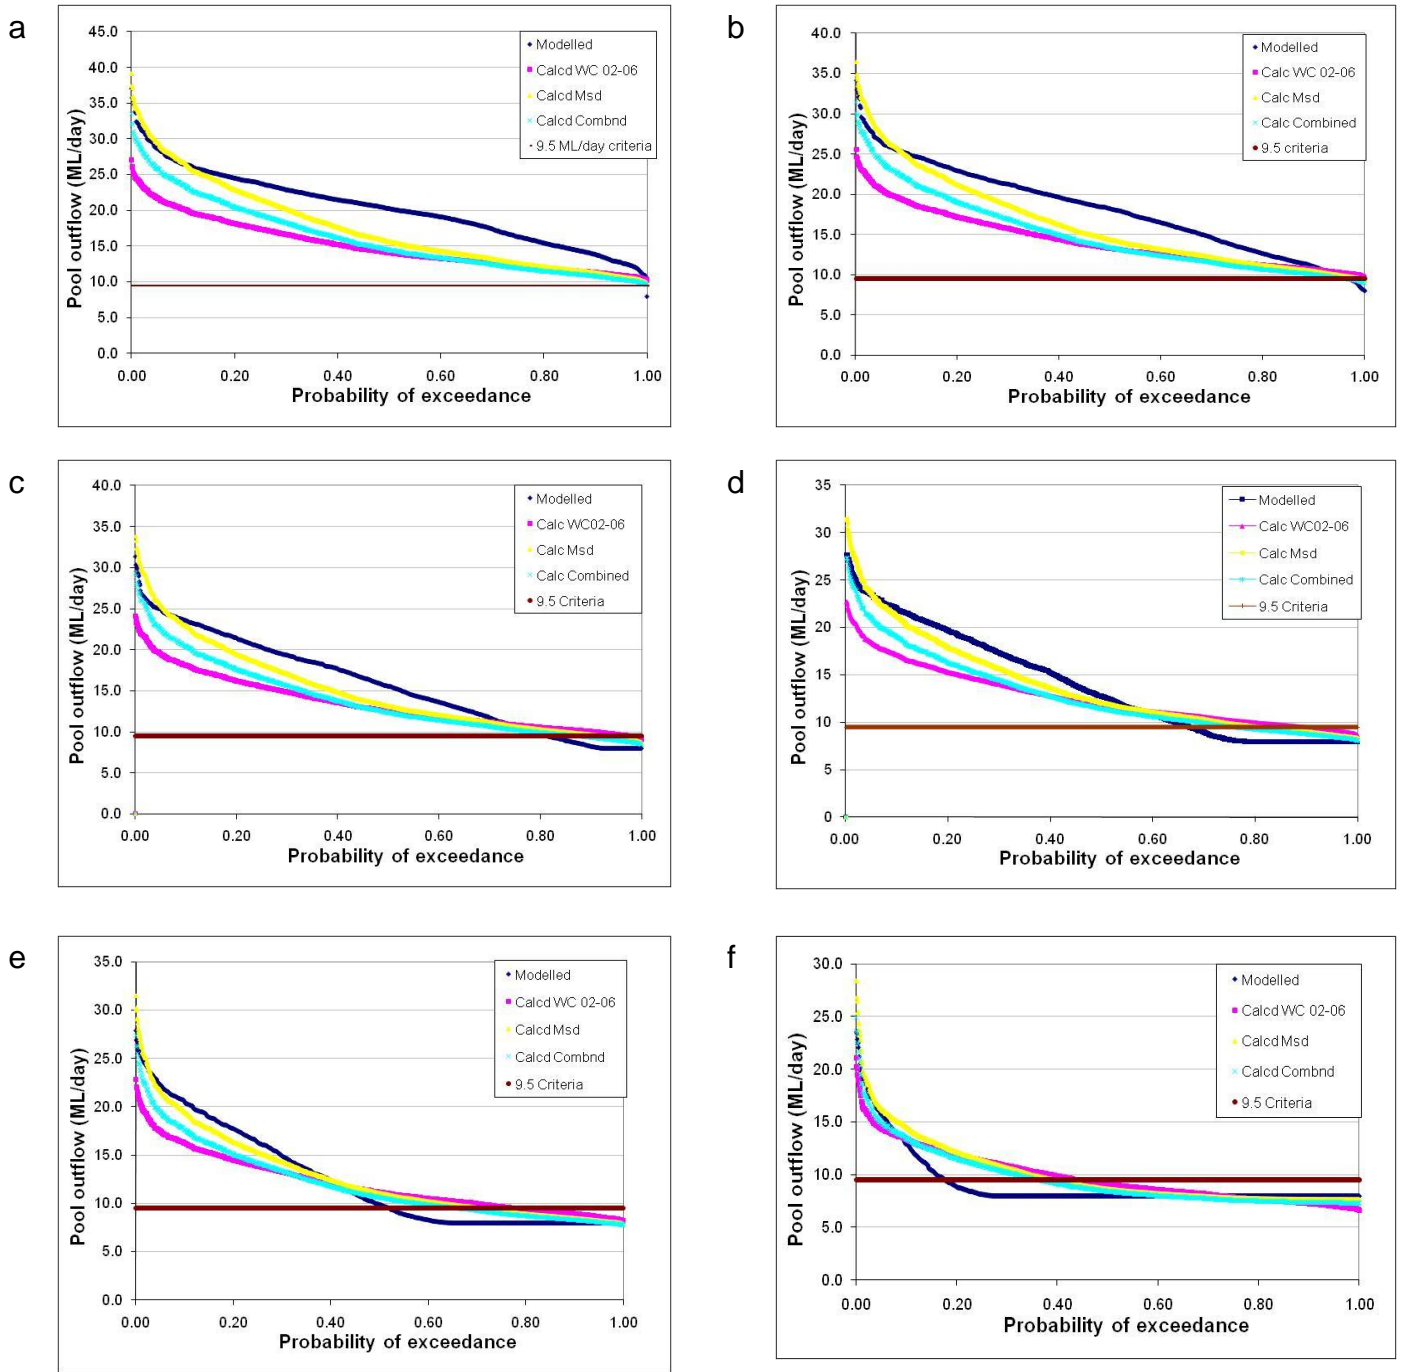 a
45.0
40.0
35.0
30.0
25.0
20.0
15.0
10.0
5.0
0.0
Pool outflow (ML/day)
0.00 0.20 0.40 0.60 0.80 1.00
Probability of exceedance
Modelled
Calcd WC 02-06
Calcd Msd
Calcd Combnd
9.5 ML/day criteria
b
40.0
35.0
30.0
25.0
20.0
15.0
10.0
5.0
0.0
Pool outflow (ML/day)
0.00 0.20 0.40 0.60 0.80 1.00
Probability of exceedance
Modelled
Calc WC 02-06
Calc Msd
Calc Combined
9.5 criteria
c
40.0
35.0
30.0
25.0
20.0
15.0
10.0
5.0
0.0
Pool outflow (ML/day)
0.00 0.20 0.40 0.60 0.80 1.00
Probability of exceedance
Modelled
Calc WC02-06
Calc Msd
Calc Combined
9.5 Criteria
d
35
30
25
20
15
10
5
0
Pool outflow (ML/day)
0.00 0.20 0.40 0.60 0.80 1.00
Probability of exceedance
Modelled
Calc WC02-06
Calc Msd
Calc Combined
9.5 Criteria
e
35.0
30.0
25.0
20.0
15.0
10.0
5.0
0.0
Pool outflow (ML/day)
0.00 0.20 0.40 0.60 0.80 1.00
Probability of exceedance
Modelled
Calcd WC 02-06
Calcd Msd
Calcd Combnd
9.5 Criteria
f
30.0
25.0
20.0
15.0
10.0
5.0
0.0
Pool outflow (ML/day)
0.00 0.20 0.40 0.60 0.80 1.00
Probability of exceedance
Modelled
Calcd WC 02-06
Calcd Msd
Calcd Combnd
9.5 Criteria